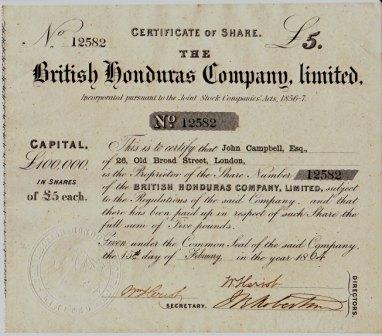 No 12582
CERTIFICATE OF SHARE.
£5.
THE
British Honduras Company, limited,
Incorporated pursuant to the Joint Stock Companies' Acts, 1856-7.
No 12582
CAPITAL.
£100,000,
IN SHARES
OF £5 each.
This is to certify that John Campbell, Esq.,
of 26, Old Broad Street, London,
is the Proprietor of the Share Number 12582
of the BRITISH HONDURAS COMPANY, LIMITED, subject
to the Regulations of the said Company, and that
there has been paid up in respect of such Share the
full sum of Five pounds.
Given under the Common Seal of the said Company,
the 15th day of February, in the year 1864
SECRETARY.
DIRECTORS.